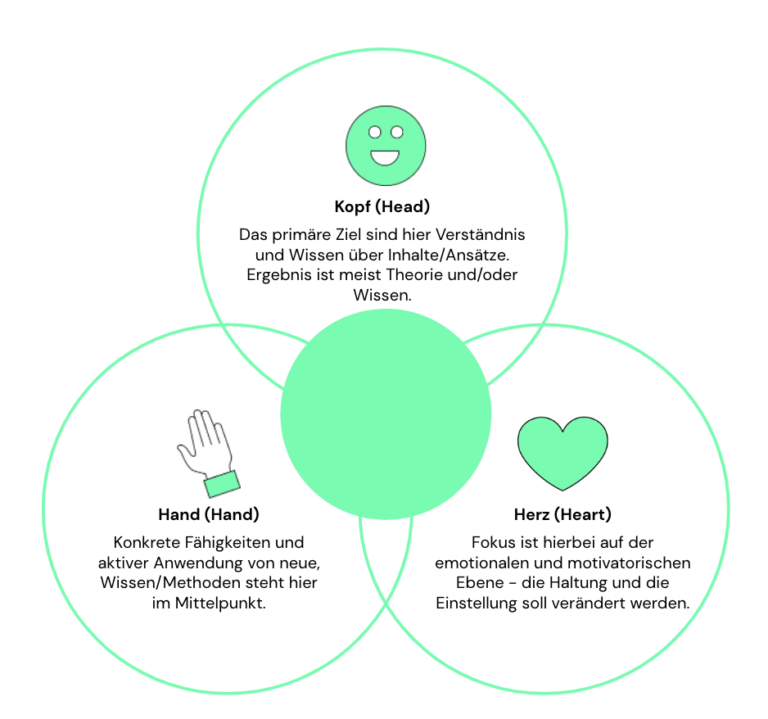 Kopf (Head)
Das primäre Ziel sind hier Verständnis
und Wissen über Inhalte/Ansätze.
Ergebnis ist meist Theorie und/oder
Wissen.
Hand (Hand)
Konkrete Fähigkeiten und
aktiver Anwendung von neue,
Wissen/Methoden steht hier
im Mittelpunkt.
Herz (Heart)
Fokus ist hierbei auf der
emotionalen und motivatorischen
Ebene - die Haltung und die
Einstellung soll verändert werden.